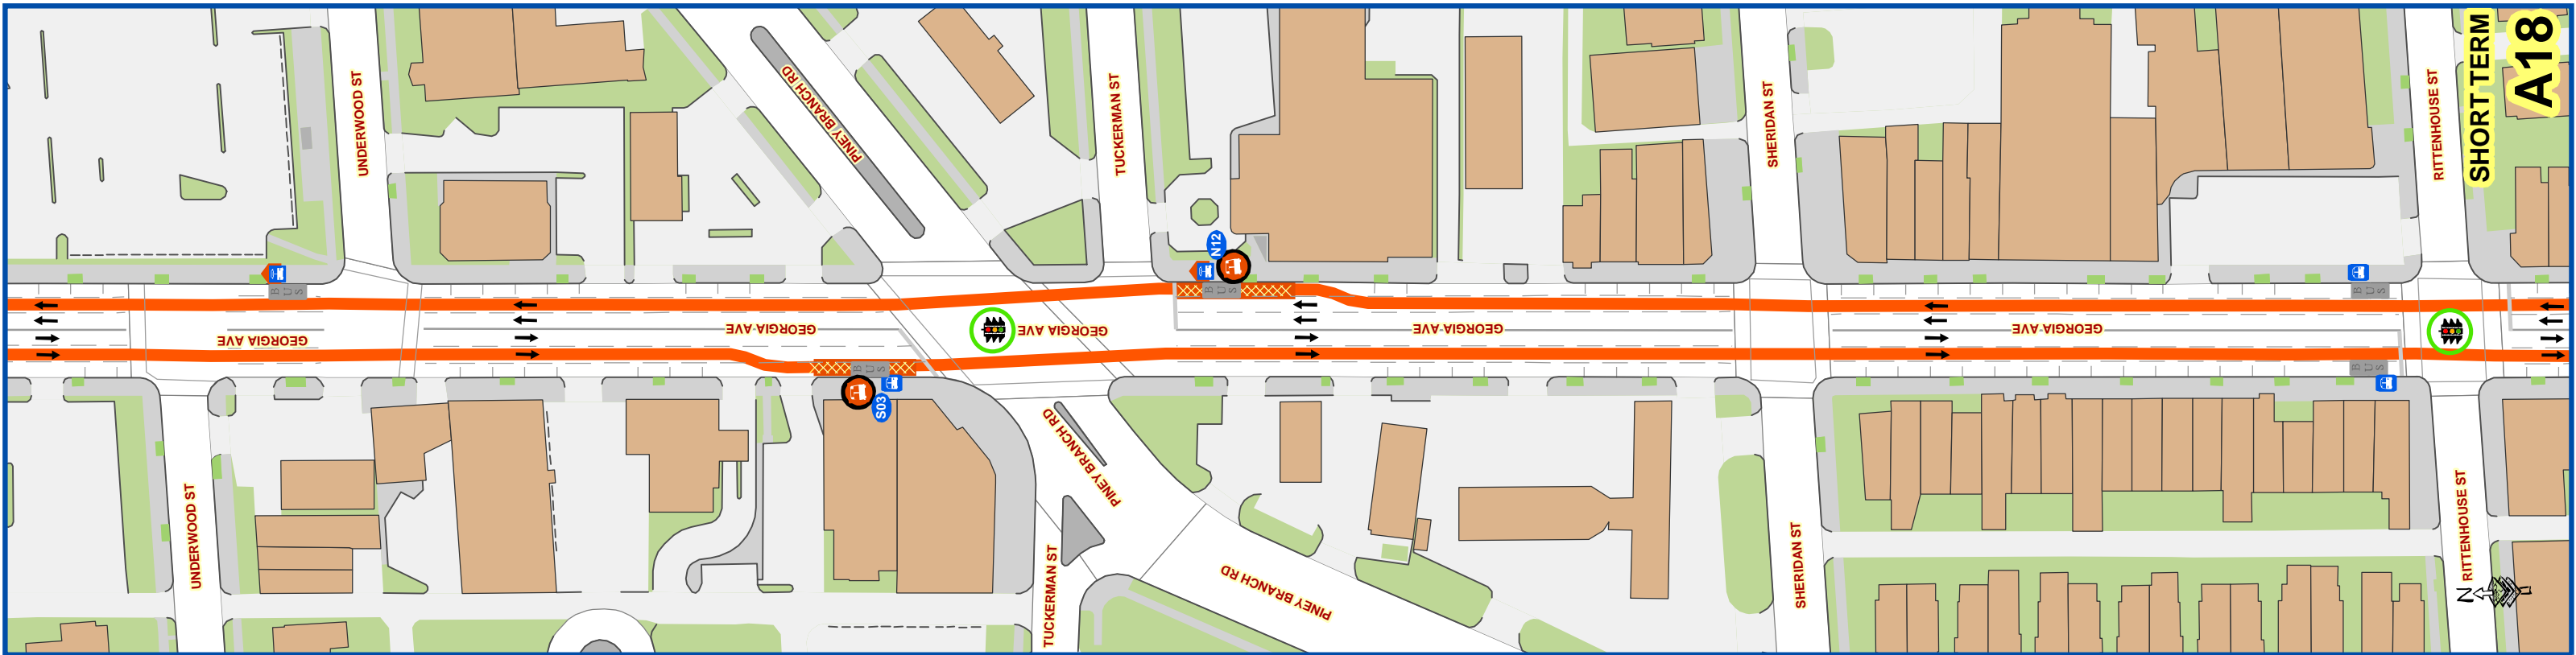 UNDERWOOD ST
PINEY BRANCH RD
TUCKERMAN ST
SHERIDAN ST
RITTENHOUSE ST
SHORT TERM
A18
N12
BUS
BUS
BUS
GEORGIA AVE
GEORGIA AVE
GEORGIA AVE
GEORGIA AVE
GEORGIA AVE
BUS
BUS
S03
UNDERWOOD ST
PINEY BRANCH RD
TUCKERMAN ST
PINEY BRANCH RD
SHERIDAN ST
RITTENHOUSE ST
N